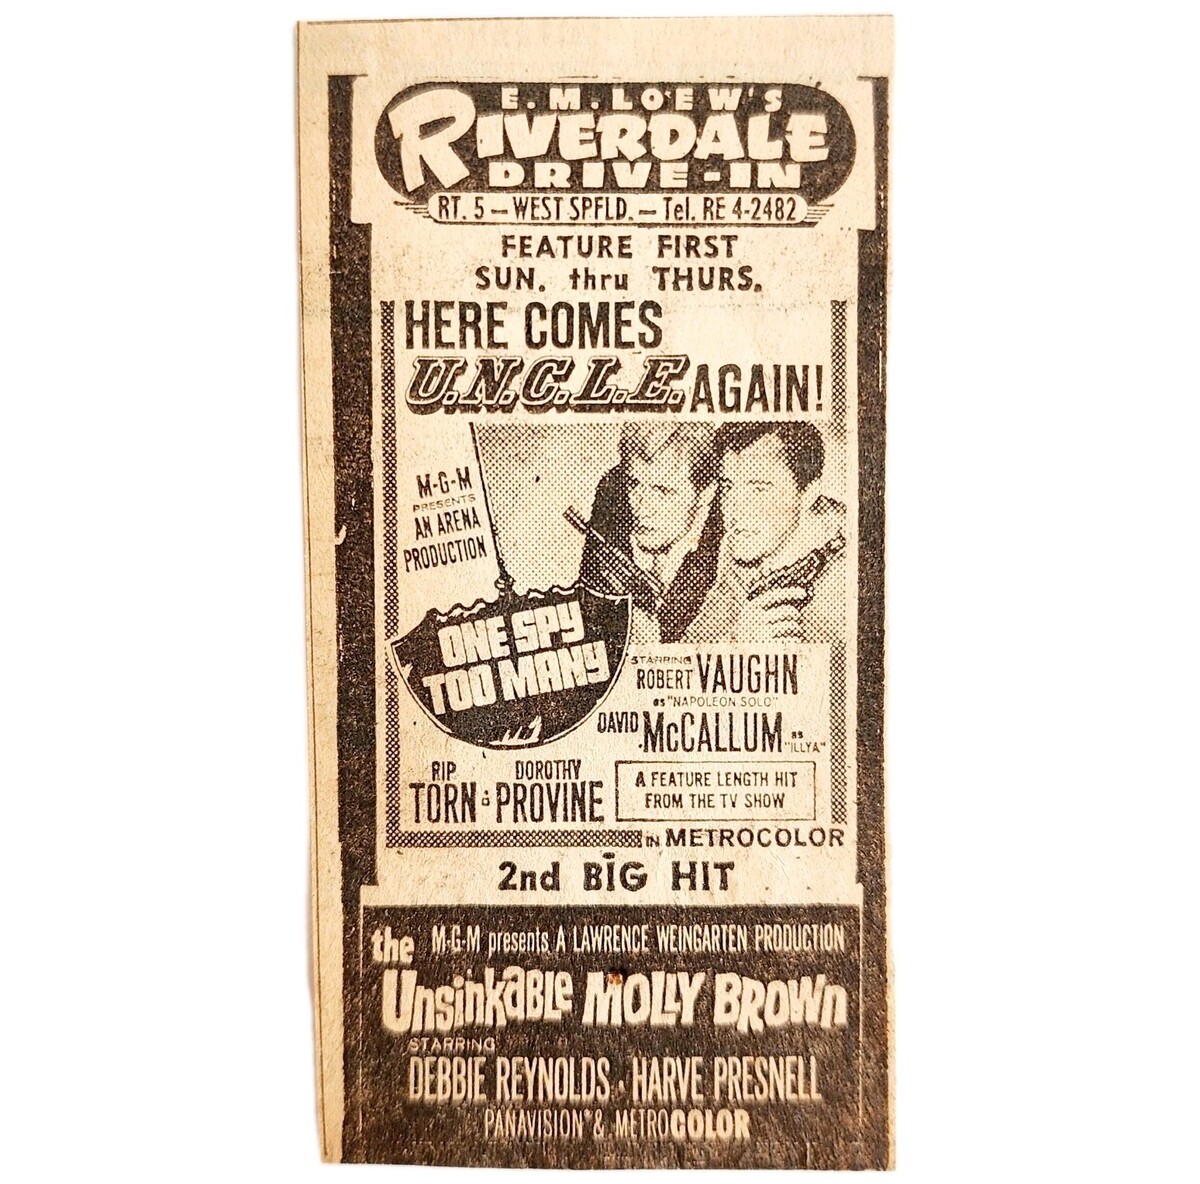 E.M. LOEW'S
RIVERDALE
DRIVE-IN
RT. 5 — WEST SPFLD. — Tel. RE 4-2482
FEATURE FIRST
SUN. thru THURS.
HERE COMES
U.N.C.L.E. AGAIN!
M-G-M
PRESENTS
AN ARENA
PRODUCTION
ONE SPY
TOO MANY
STARRING
ROBERT VAUGHN
as "NAPOLEON SOLO"
DAVID McCALLUM as "ILLYA"
RIP TORN & DOROTHY PROVINE
A FEATURE LENGTH HIT
FROM THE TV SHOW
IN METROCOLOR
2nd BIG HIT
M-G-M presents A LAWRENCE WEINGARTEN PRODUCTION
the
Unsinkable MOLLY BROWN
STARRING
DEBBIE REYNOLDS · HARVE PRESNELL
PANAVISION® & METROCOLOR